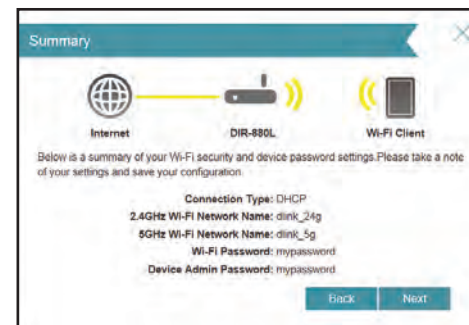 Summary
Internet DIR-880L Wi-Fi Client
Below is a summary of your Wi-Fi security and device password settings.Please take a note
of your settings and save your configuration.
Connection Type: DHCP
2.4GHz Wi-Fi Network Name: dlink_24g
5GHz Wi-Fi Network Name: dlink_5g
Wi-Fi Password: mypassword
Device Admin Password: mypassword
Back Next